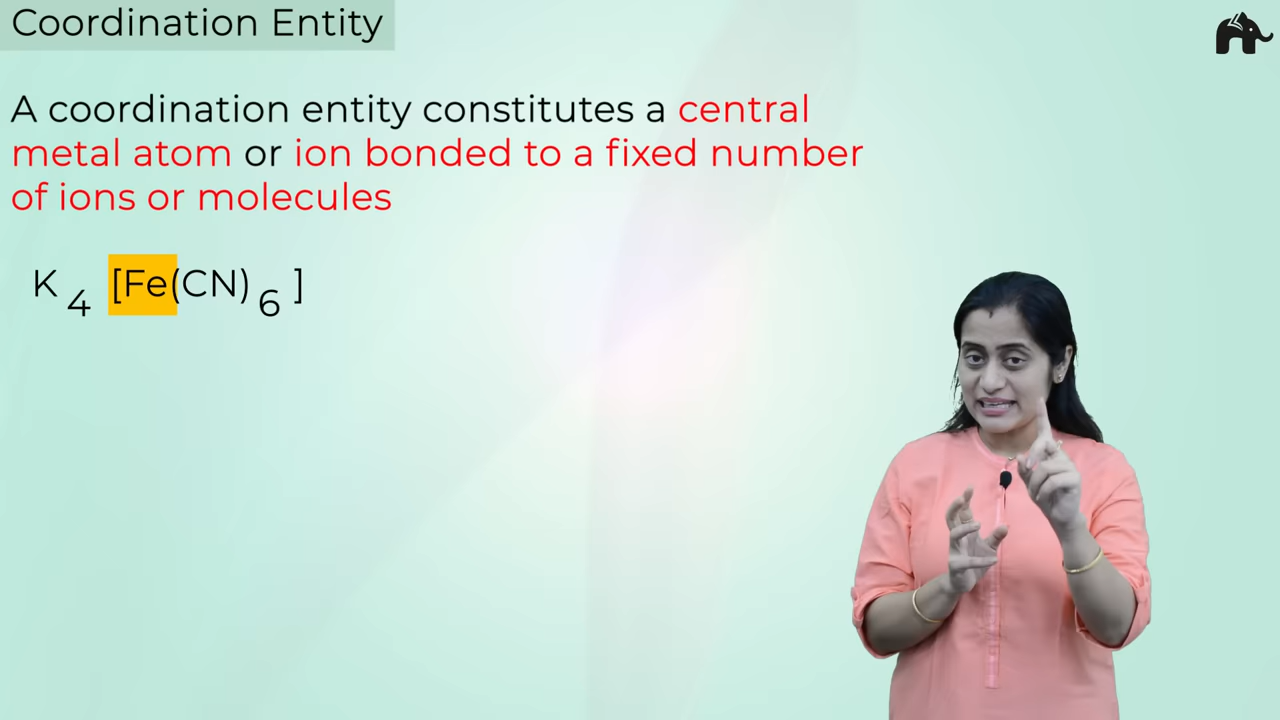 Coordination Entity
A coordination entity constitutes a central
metal atom or ion bonded to a fixed number
of ions or molecules
K 4 [Fe(CN) 6 ]